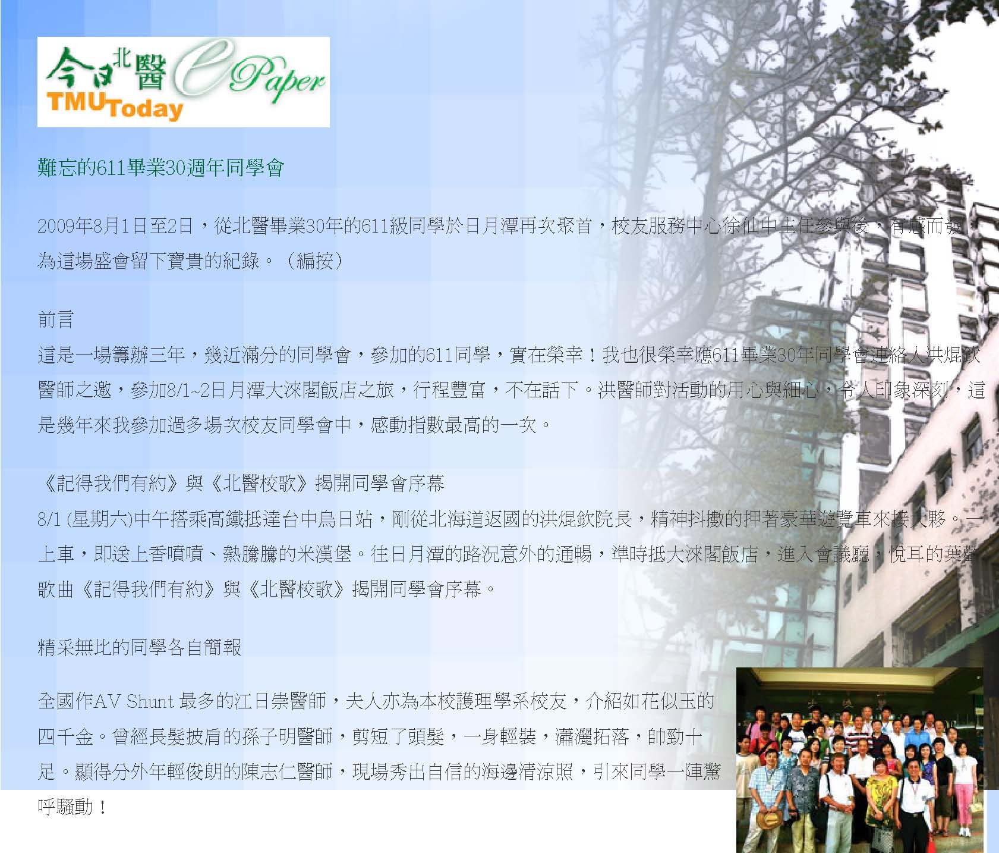 今日北醫 e Paper
TMU Today
難忘的611畢業30週年同學會
2009年8月1日至2日，從北醫畢業30年的611級同學於日月潭再次聚首，校友服務中心徐仙中主任參與後，有感而發，
為這場盛會留下寶貴的紀錄。（編按）
前言
這是一場籌辦三年，幾近滿分的同學會，參加的611同學，實在榮幸！我也很榮幸應611畢業30年同學會連絡人洪焜欽
醫師之邀，參加8/1~2日月潭大淶閣飯店之旅，行程豐富，不在話下。洪醫師對活動的用心與細心，令人印象深刻，這
是幾年來我參加過多場次校友同學會中，感動指數最高的一次。
《記得我們有約》與《北醫校歌》揭開同學會序幕
8/1 (星期六)中午搭乘高鐵抵達台中烏日站，剛從北海道返國的洪焜欽院長，精神抖擻的押著豪華遊覽車來接大夥。一
上車，即送上香噴噴、熱騰騰的米漢堡。往日月潭的路況意外的通暢，準時抵大淶閣飯店，進入會議廳，悅耳的葉歡
歌曲《記得我們有約》與《北醫校歌》揭開同學會序幕。
精采無比的同學各自簡報
全國作AV Shunt 最多的江日崇醫師，夫人亦為本校護理學系校友，介紹如花似玉的
四千金。曾經長髮披肩的孫子明醫師，剪短了頭髮，一身輕裝，瀟灑拓落，帥勁十
足。顯得分外年輕俊朗的陳志仁醫師，現場秀出自信的海邊清涼照，引來同學一陣驚
呼騷動！